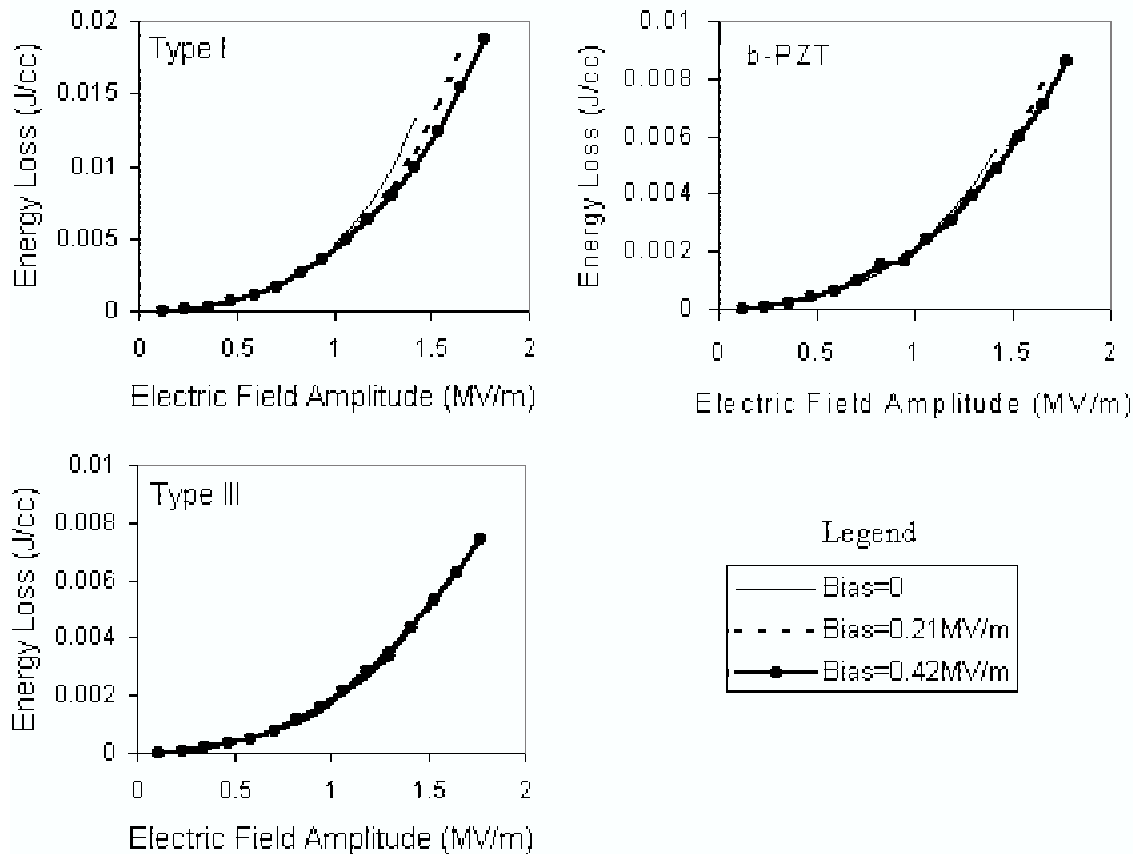 Type I
Energy Loss (J/cc)
0.02
0.015
0.01
0.005
0
0 0.5 1 1.5 2
Electric Field Amplitude (MV/m)
b-PZT
Energy Loss (J/cc)
0.01
0.008
0.006
0.004
0.002
0
0 0.5 1 1.5 2
Electric Field Amplitude (MV/m)
Type III
Energy Loss (J/cc)
0.01
0.008
0.006
0.004
0.002
0
0 0.5 1 1.5 2
Electric Field Amplitude (MV/m)
Legend
Bias=0
Bias=0.21MV/m
Bias=0.42MV/m